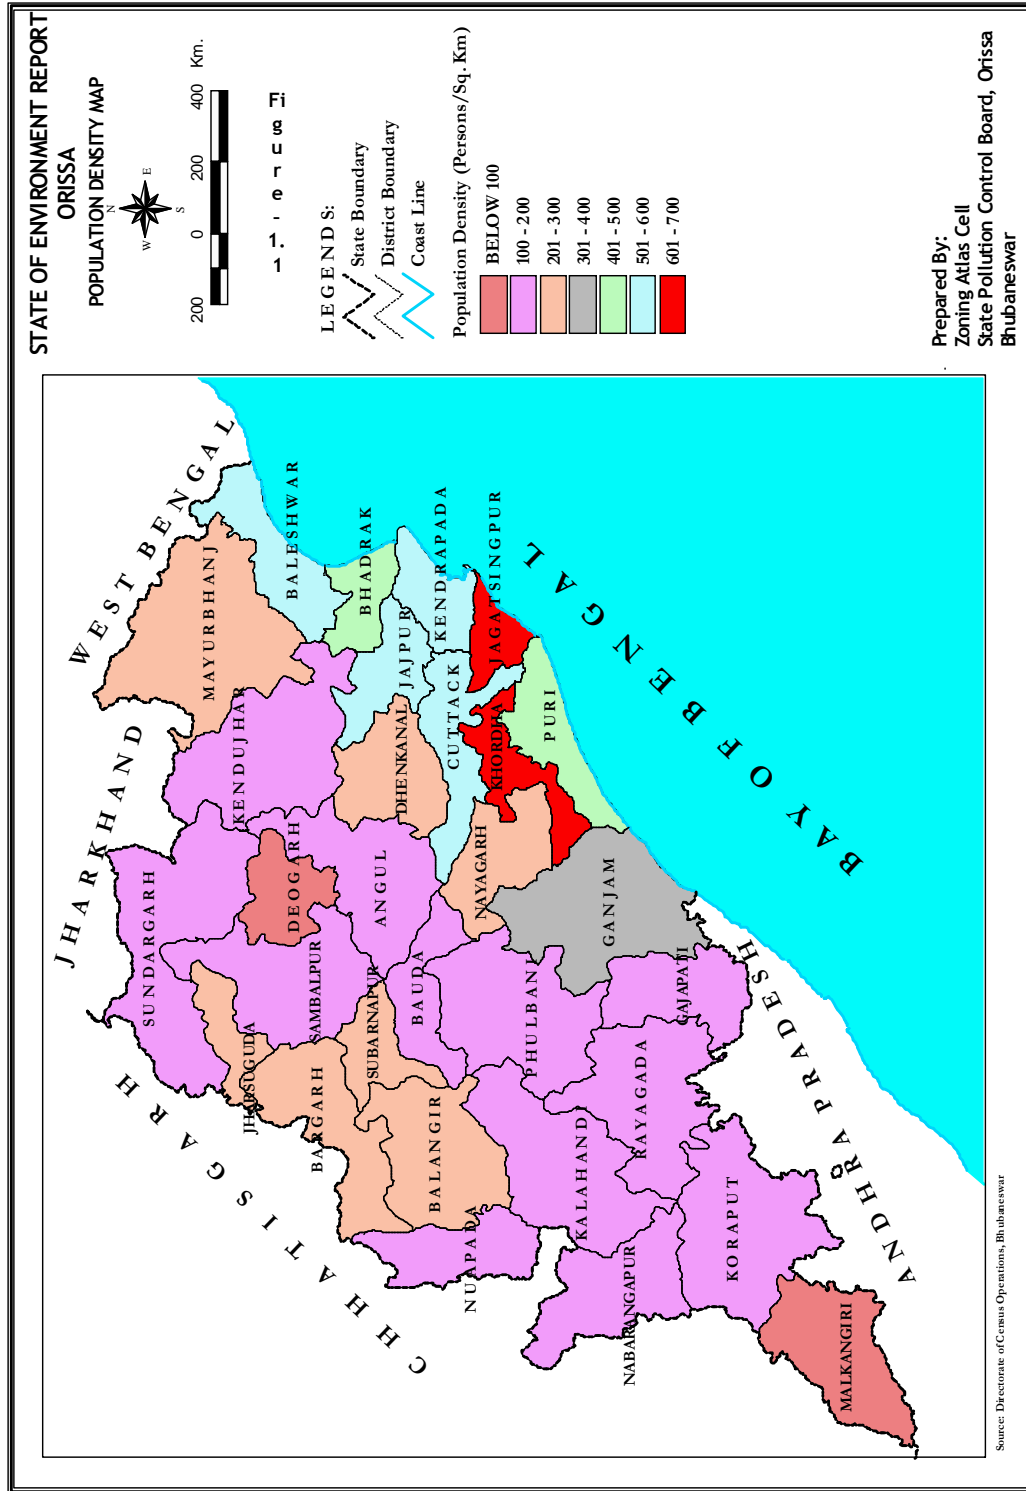 STATE OF ENVIRONMENT REPORT
ORISSA
POPULATION DENSITY MAP
N
W
E
S
200 0 200 400 Km.
Fi
g
u
r
e
-
1.
1
LEGENDS:
State Boundary
District Boundary
Coast Line
Population Density (Persons/Sq. Km)
BELOW 100
100 - 200
201 - 300
301 - 400
401 - 500
501 - 600
601 - 700
Prepared By:
Zoning Atlas Cell
State Pollution Control Board, Orissa
Bhubaneswar
JHARKHAND
WEST BENGAL
CHHATISGARH
ANDHRA PRADESH
BAY OF BENGAL
SUNDARGARH
KENDUJHAR
MAYURBHANJ
BALESHWAR
BHADRAK
JHARSUGUDA
SAMBALPUR
DEOGARH
ANGUL
DHENKANAL
JAJPUR
KENDRAPADA
BARGARH
SUBARNAPUR
BAUDA
CUTTACK
JAGATSINGPUR
BALANGIR
NAYAGARH
KHORDHA
PURI
NUAPADA
PHULBANI
GANJAM
KALAHANDI
RAYAGADA
GAJAPATI
NABARANGAPUR
KORAPUT
MALKANGIRI
Source: Directorate of Census Operations, Bhubaneswar